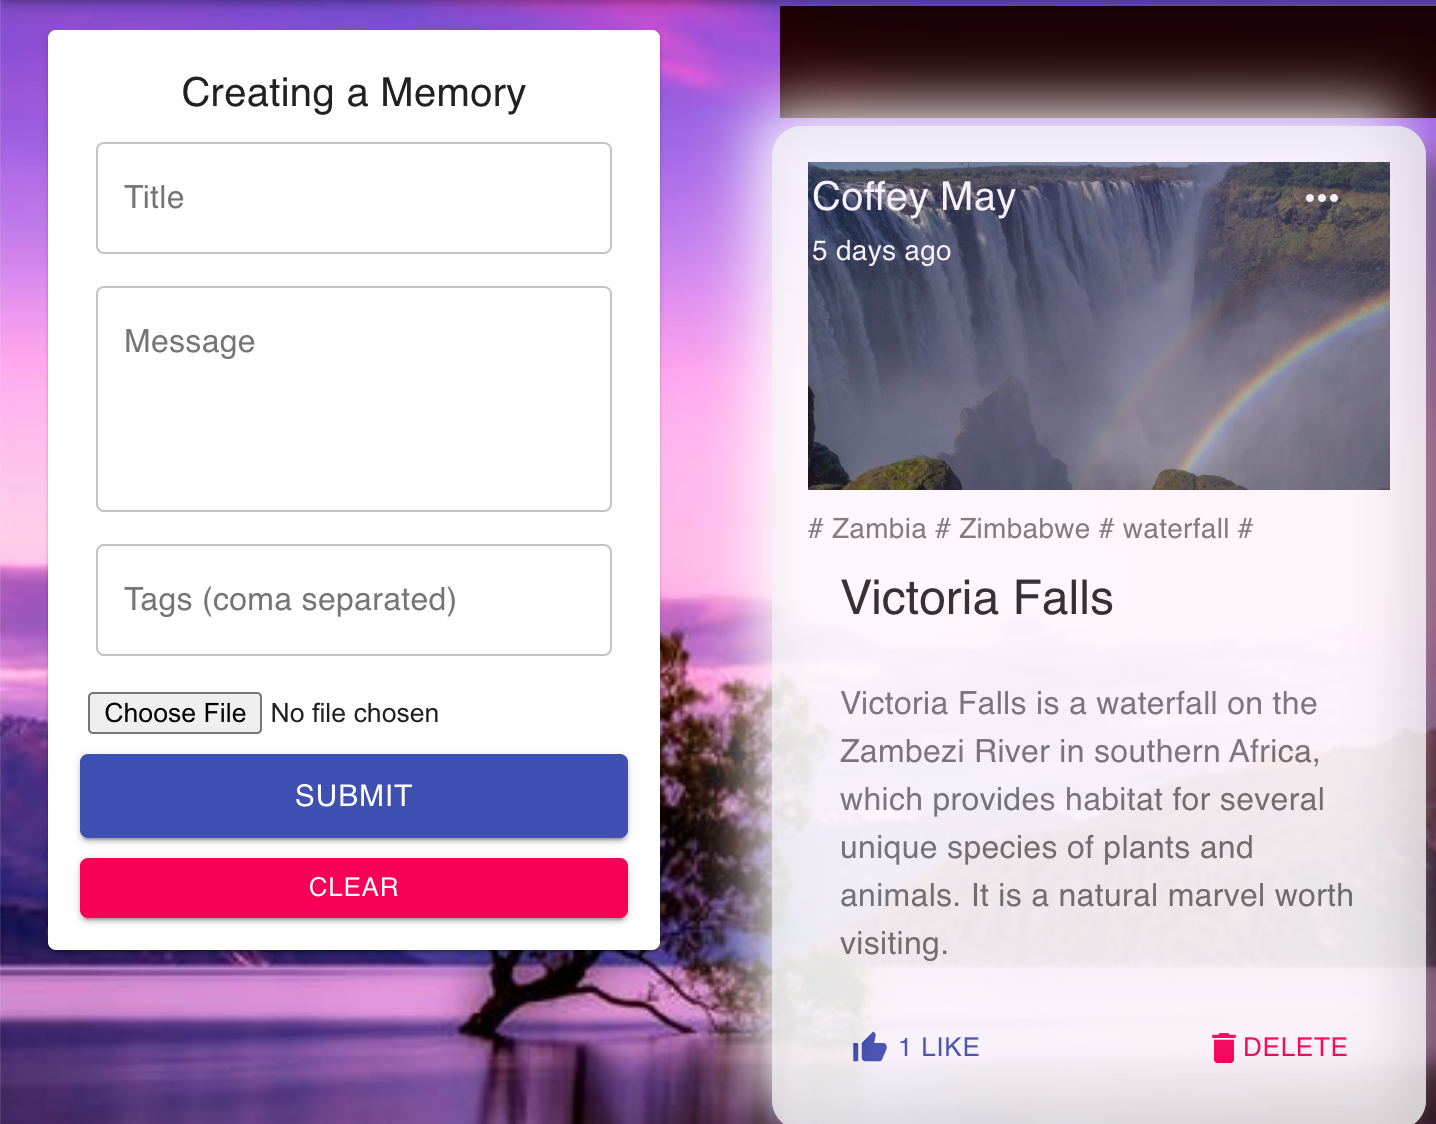 Creating a Memory
Title
Message
Tags (coma separated)
Choose File No file chosen
SUBMIT
CLEAR
Coffey May
5 days ago
# Zambia # Zimbabwe # waterfall #
Victoria Falls
Victoria Falls is a waterfall on the
Zambezi River in southern Africa,
which provides habitat for several
unique species of plants and
animals. It is a natural marvel worth
visiting.
1 LIKE
DELETE